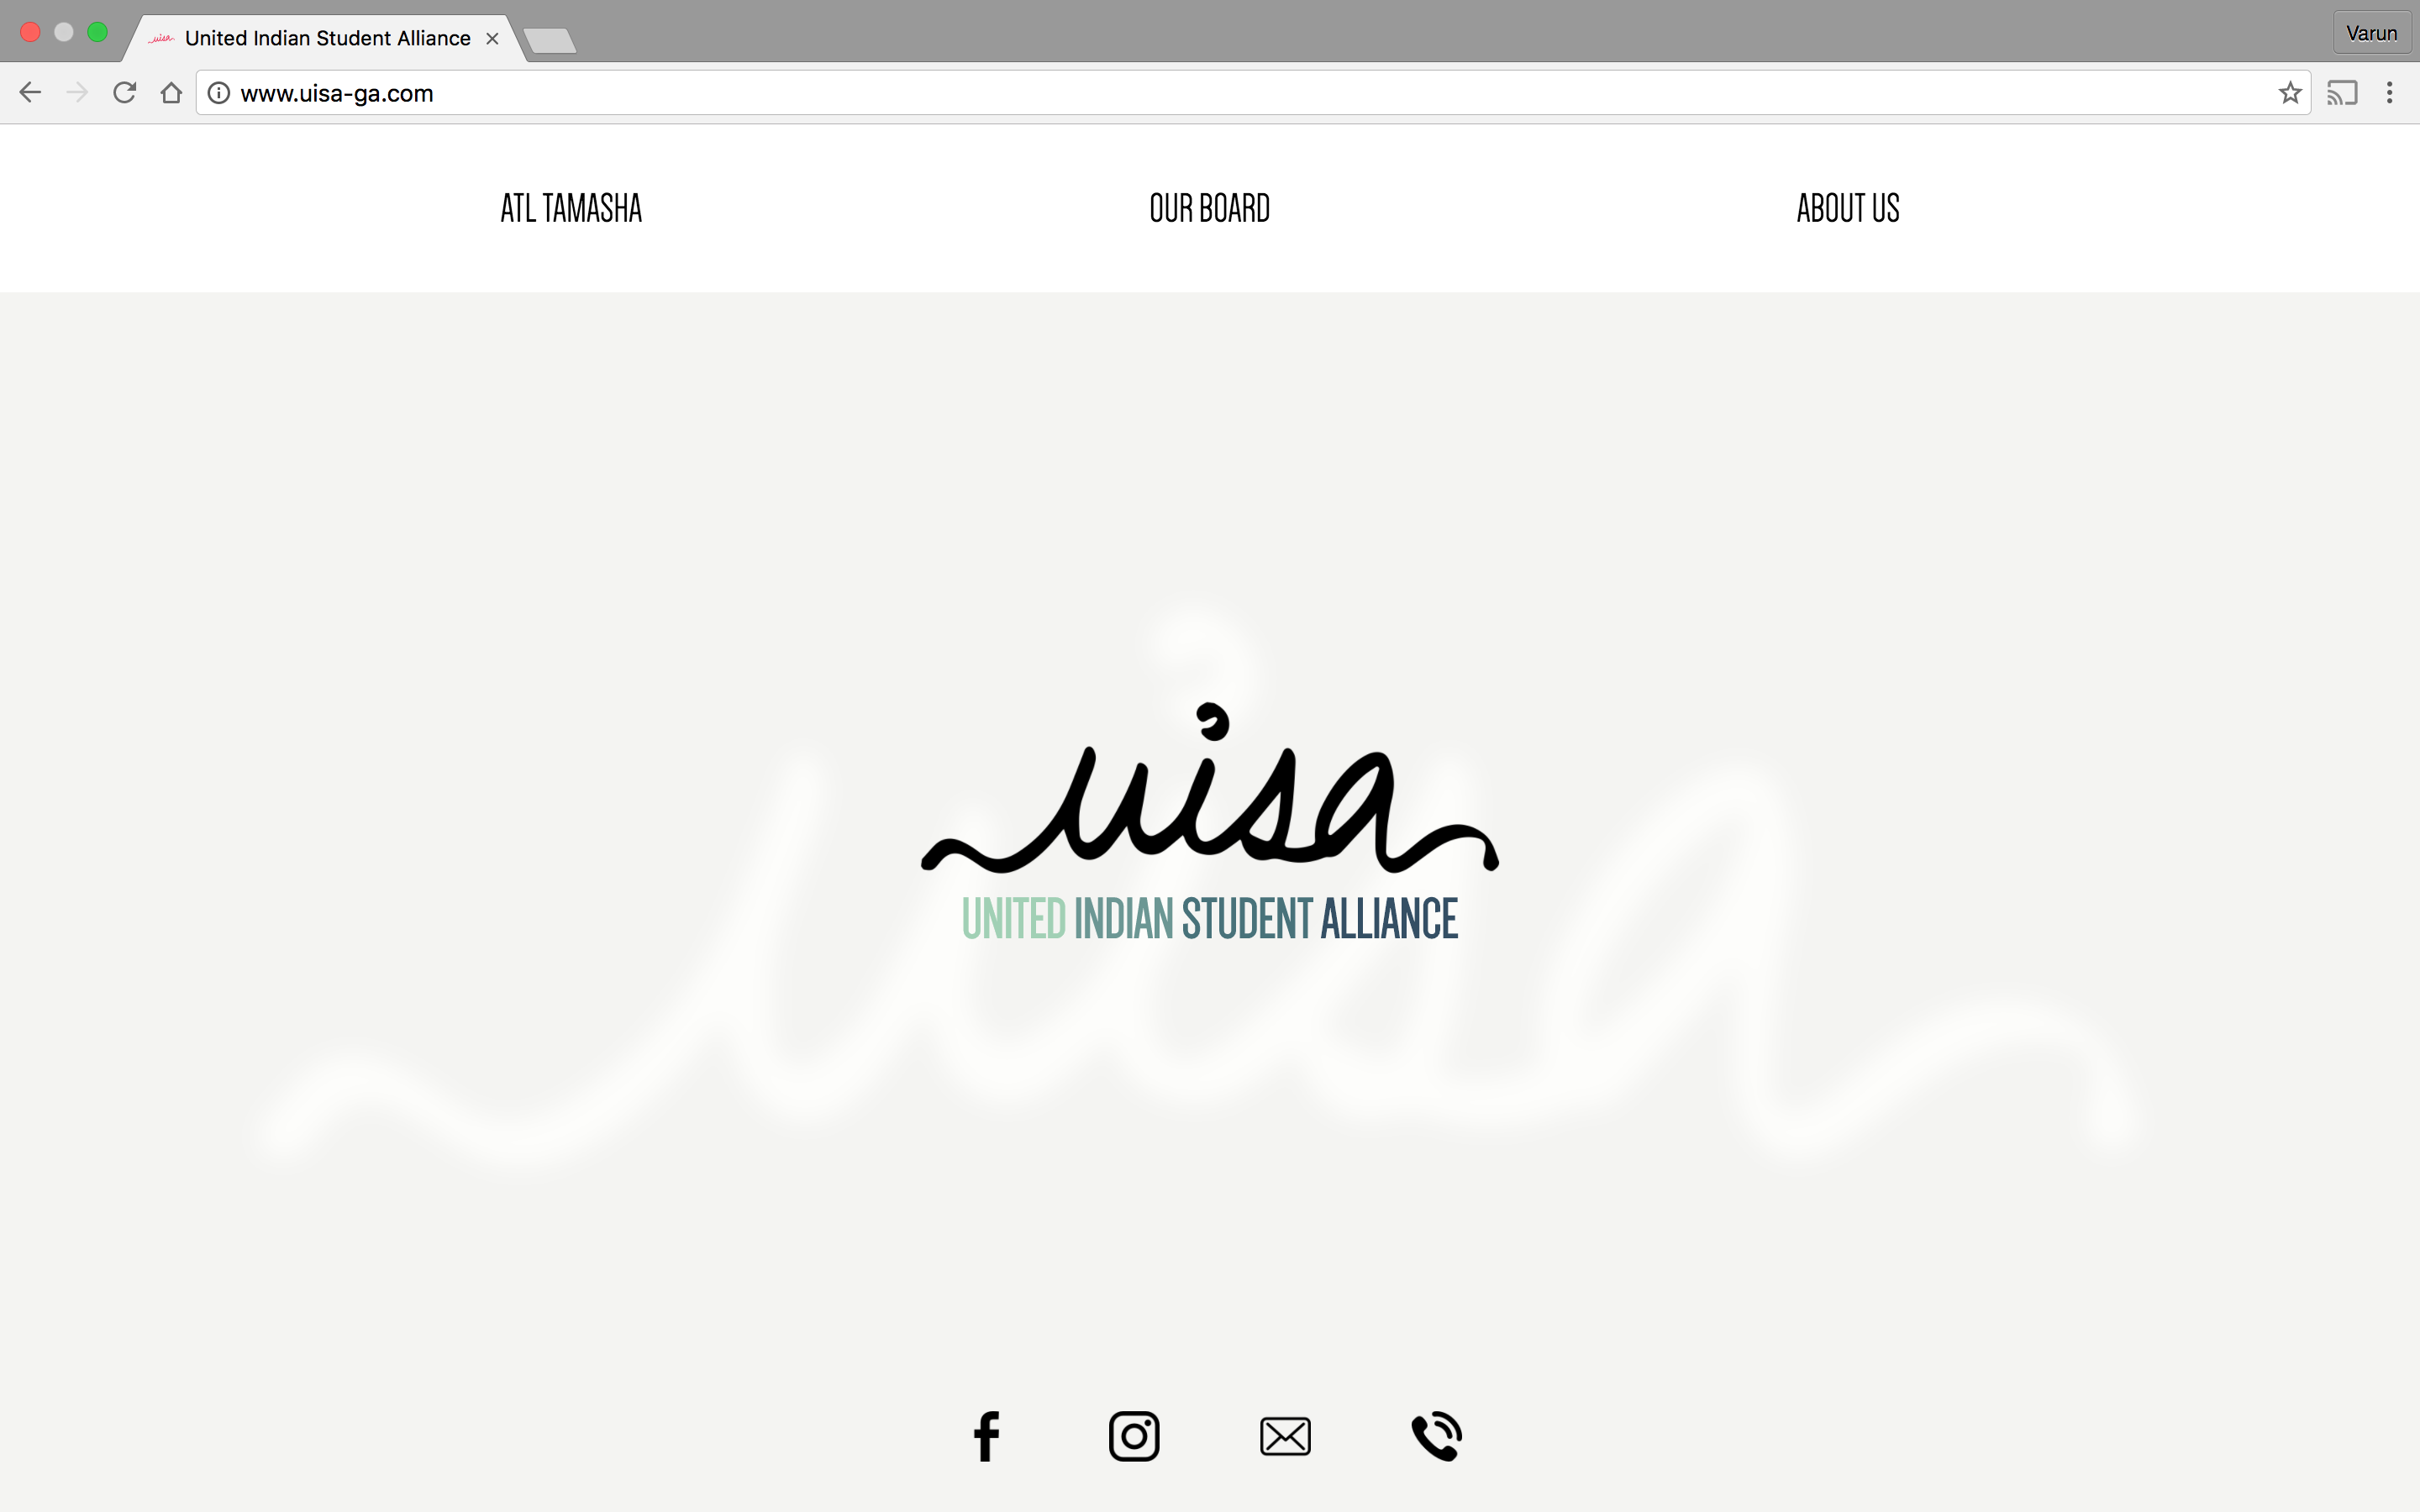 United Indian Student Alliance
Varun
www.uisa-ga.com
ATL TAMASHA
OUR BOARD
ABOUT US
uisa
UNITED INDIAN STUDENT ALLIANCE